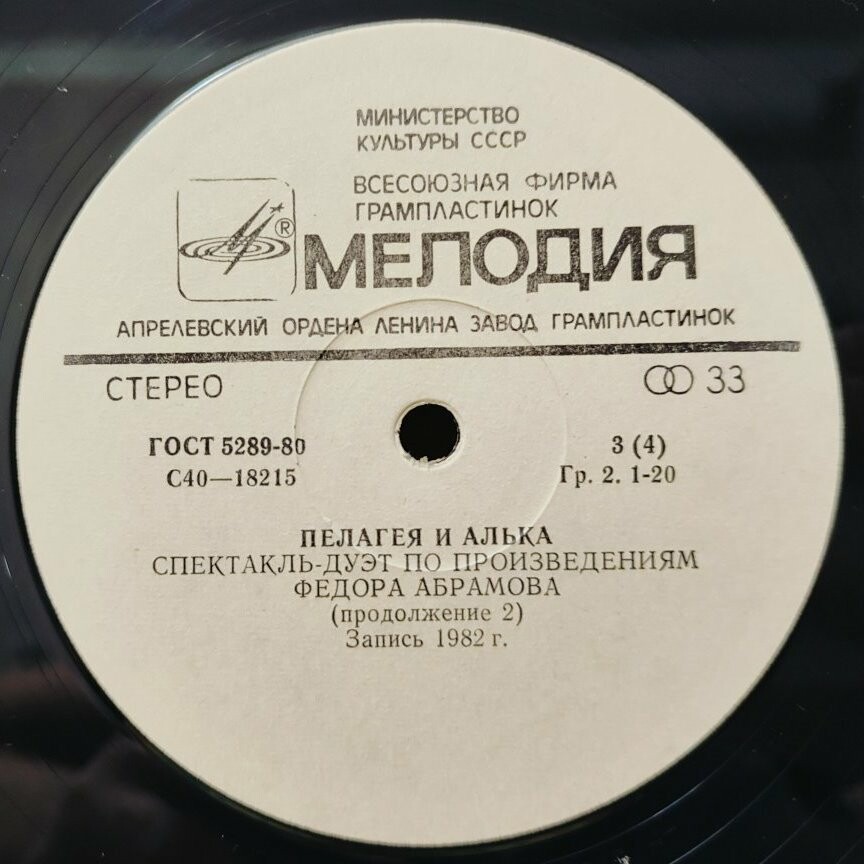 МИНИСТЕРСТВО
КУЛЬТУРЫ СССР
ВСЕСОЮЗНАЯ ФИРМА
ГРАМПЛАСТИНОК
® МЕЛОДИЯ
АПРЕЛЕВСКИЙ ОРДЕНА ЛЕНИНА ЗАВОД ГРАМПЛАСТИНОК
СТЕРЕО 33
ГОСТ 5289-80 3 (4)
С40—18215 Гр. 2. 1-20
ПЕЛАГЕЯ И АЛЬКА
СПЕКТАКЛЬ-ДУЭТ ПО ПРОИЗВЕДЕНИЯМ
ФЕДОРА АБРАМОВА
(продолжение 2)
Запись 1982 г.